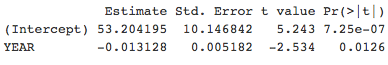 Estimate Std. Error t value Pr(>|t|)
(Intercept) 53.204195 10.146842 5.243 7.25e-07
YEAR -0.013128 0.005182 -2.534 0.0126